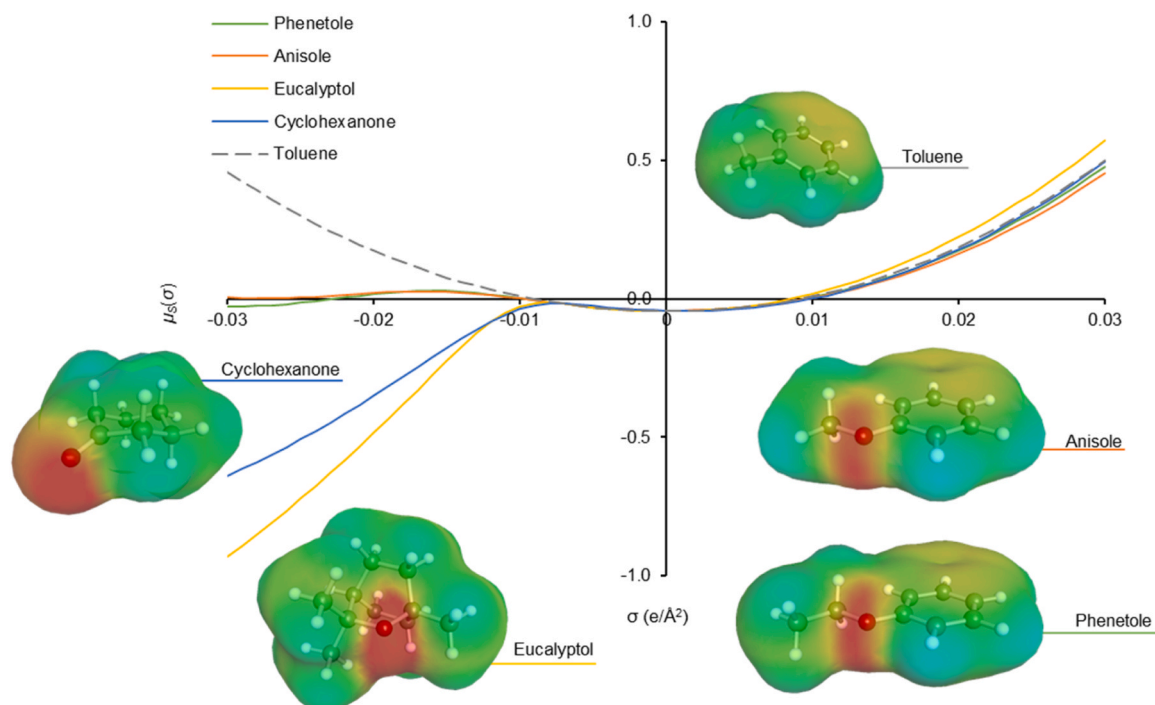 Phenetole
Anisole
Eucalyptol
Cyclohexanone
Toluene
1.0
0.5
0.0
-0.5
-1.0
Toluene
μS(σ)
-0.03
-0.02
-0.01
0
0.01
0.02
0.03
Cyclohexanone
Anisole
Eucalyptol
σ (e/Å²)
Phenetole